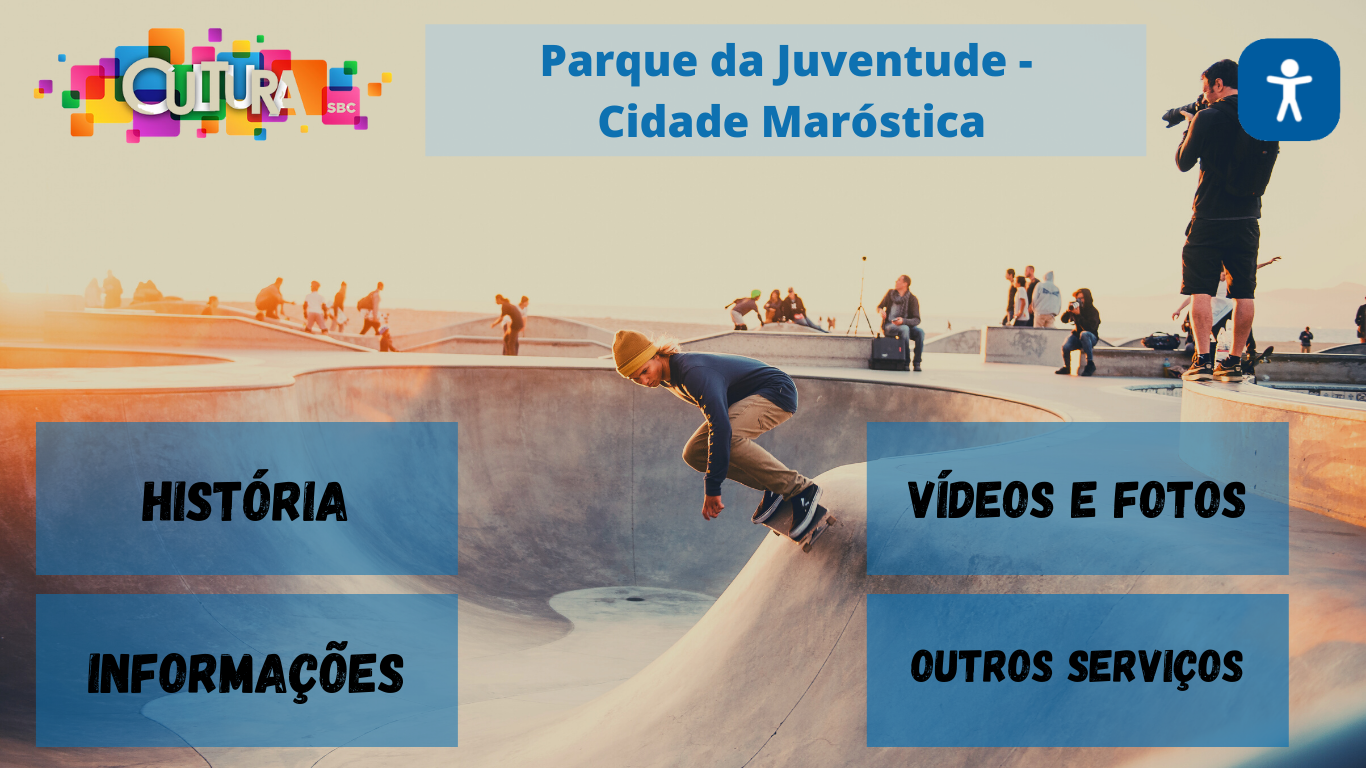 CULTURA
SBC
Parque da Juventude -
Cidade Maróstica
HISTÓRIA
VÍDEOS E FOTOS
INFORMAÇÕES
OUTROS SERVIÇOS